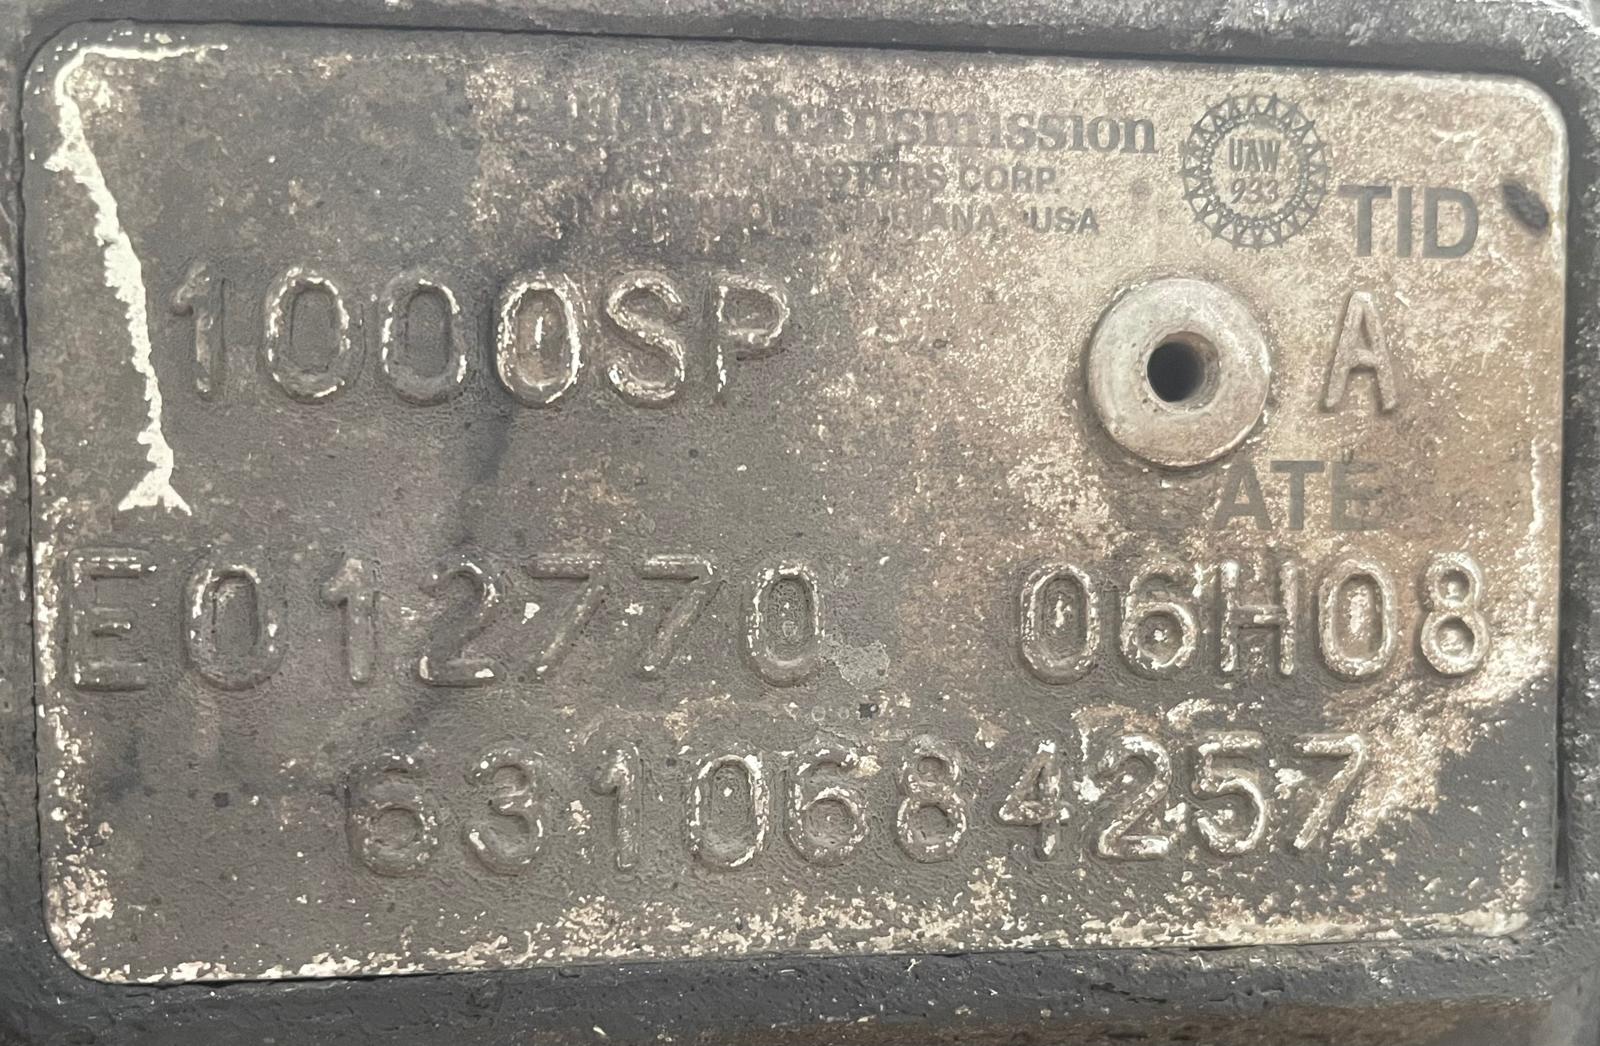 Transmission
MOTORS CORP.
INDIANA, USA
UAW
933
TID
1000SP
A
ATE
E012770 06H08
6310684257